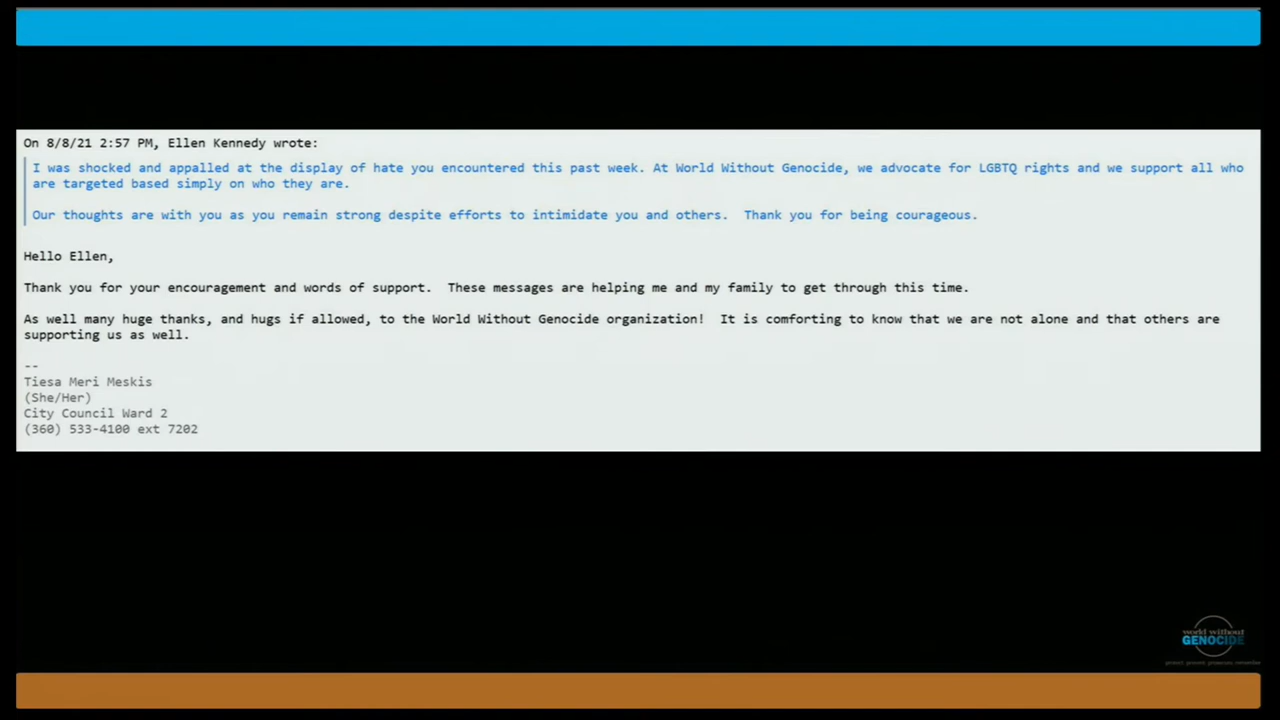 On 8/8/21 2:57 PM, Ellen Kennedy wrote:
I was shocked and appalled at the display of hate you encountered this past week. At World Without Genocide, we advocate for LGBTQ rights and we support all who
are targeted based simply on who they are.
Our thoughts are with you as you remain strong despite efforts to intimidate you and others.  Thank you for being courageous.
Hello Ellen,
Thank you for your encouragement and words of support.  These messages are helping me and my family to get through this time.
As well many huge thanks, and hugs if allowed, to the World Without Genocide organization!  It is comforting to know that we are not alone and that others are
supporting us as well.
--
Tiesa Meri Meskis
(She/Her)
City Council Ward 2
(360) 533-4100 ext 7202
world without
GENOCIDE
protect, prevent, prosecute, remember